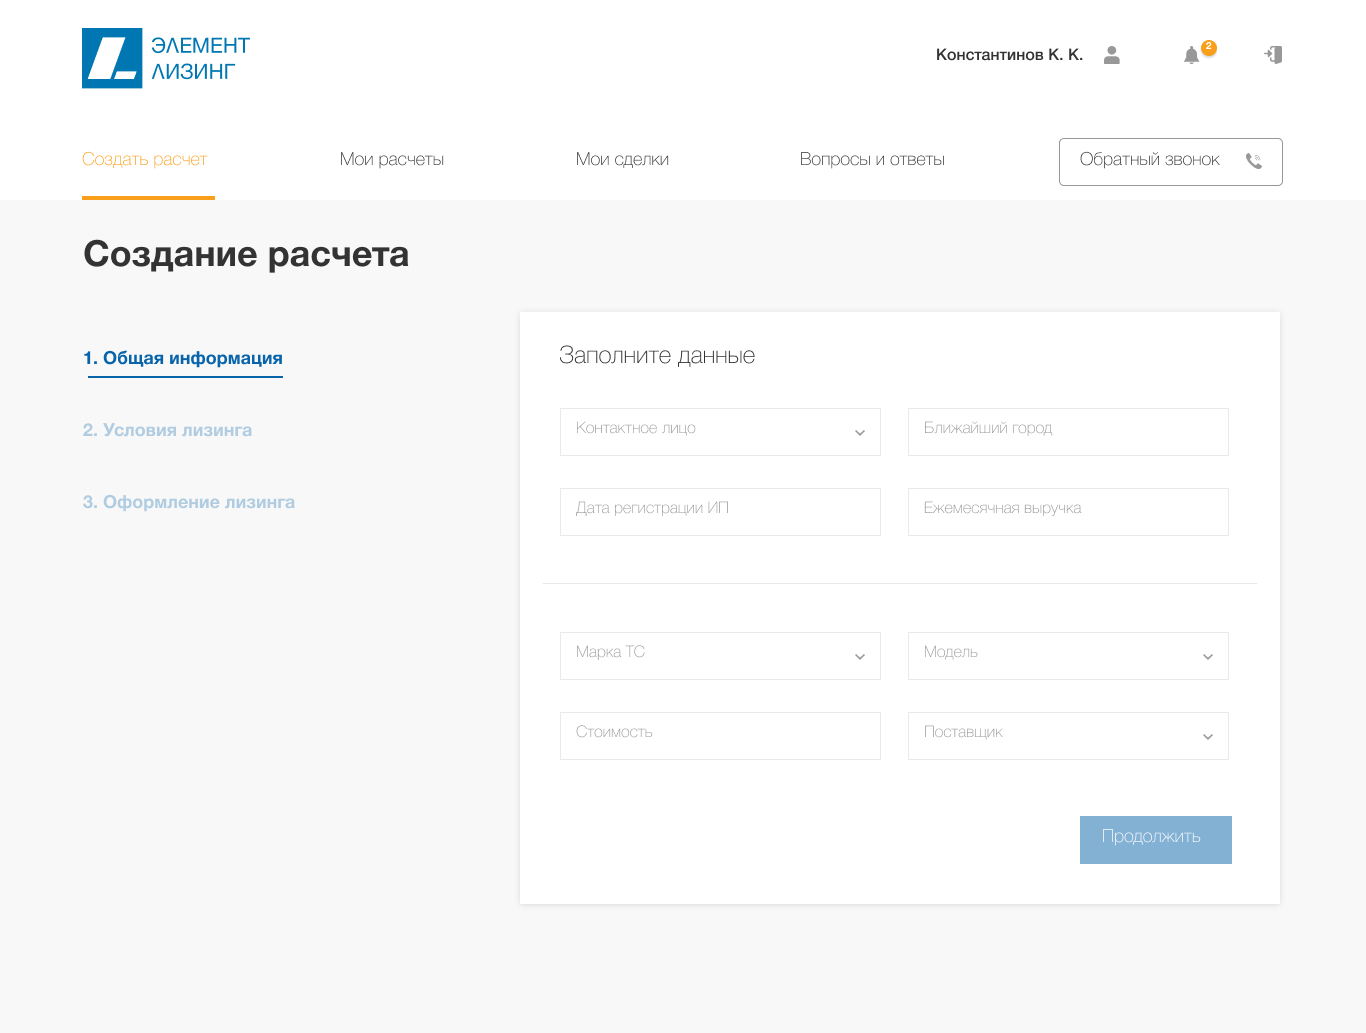 ЭЛЕМЕНТ
ЛИЗИНГ
Константинов К. К.
2
Создать расчет
Мои расчеты
Мои сделки
Вопросы и ответы
Обратный звонок
Создание расчета
1. Общая информация
2. Условия лизинга
3. Оформление лизинга
Заполните данные
Контактное лицо
Ближайший город
Дата регистрации ИП
Ежемесячная выручка
Марка ТС
Модель
Стоимость
Поставщик
Продолжить